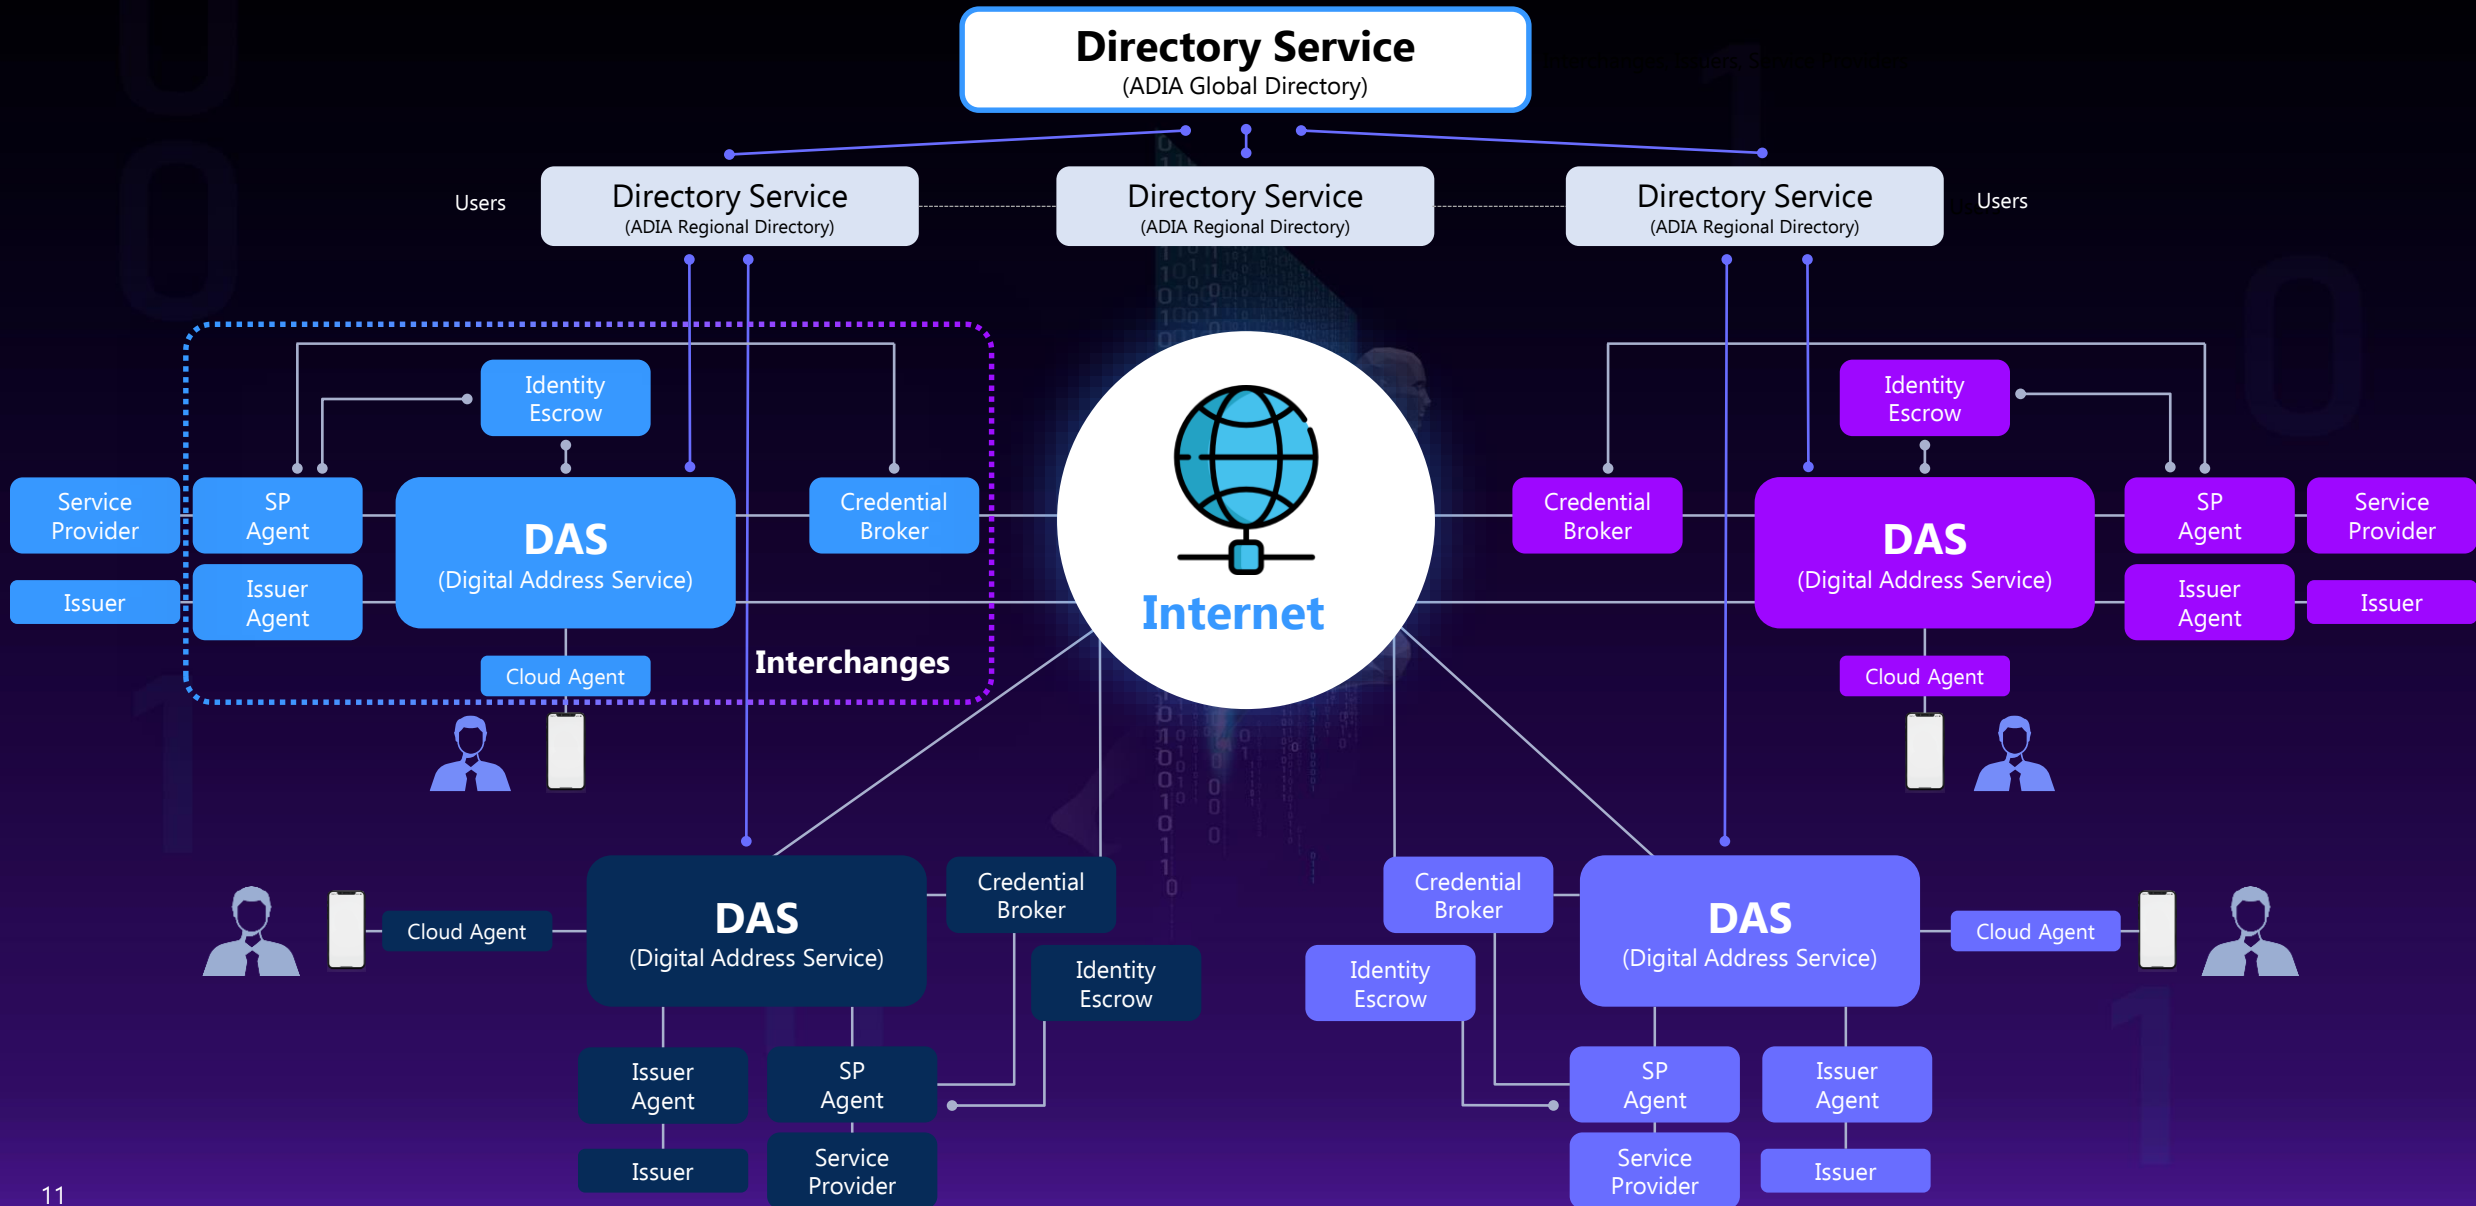 Directory Service
(ADIA Global Directory)
Users
Directory Service
(ADIA Regional Directory)
Directory Service
(ADIA Regional Directory)
Directory Service
(ADIA Regional Directory)
Users
Identity
Escrow
Service
Provider
SP
Agent
DAS
(Digital Address Service)
Credential
Broker
Issuer
Issuer
Agent
Cloud Agent
Interchanges
Internet
Identity
Escrow
Credential
Broker
DAS
(Digital Address Service)
SP
Agent
Service
Provider
Issuer
Agent
Issuer
Cloud Agent
Cloud Agent
DAS
(Digital Address Service)
Credential
Broker
Identity
Escrow
Issuer
Agent
SP
Agent
Issuer
Service
Provider
Credential
Broker
Identity
Escrow
DAS
(Digital Address Service)
Cloud Agent
SP
Agent
Issuer
Agent
Service
Provider
Issuer
11